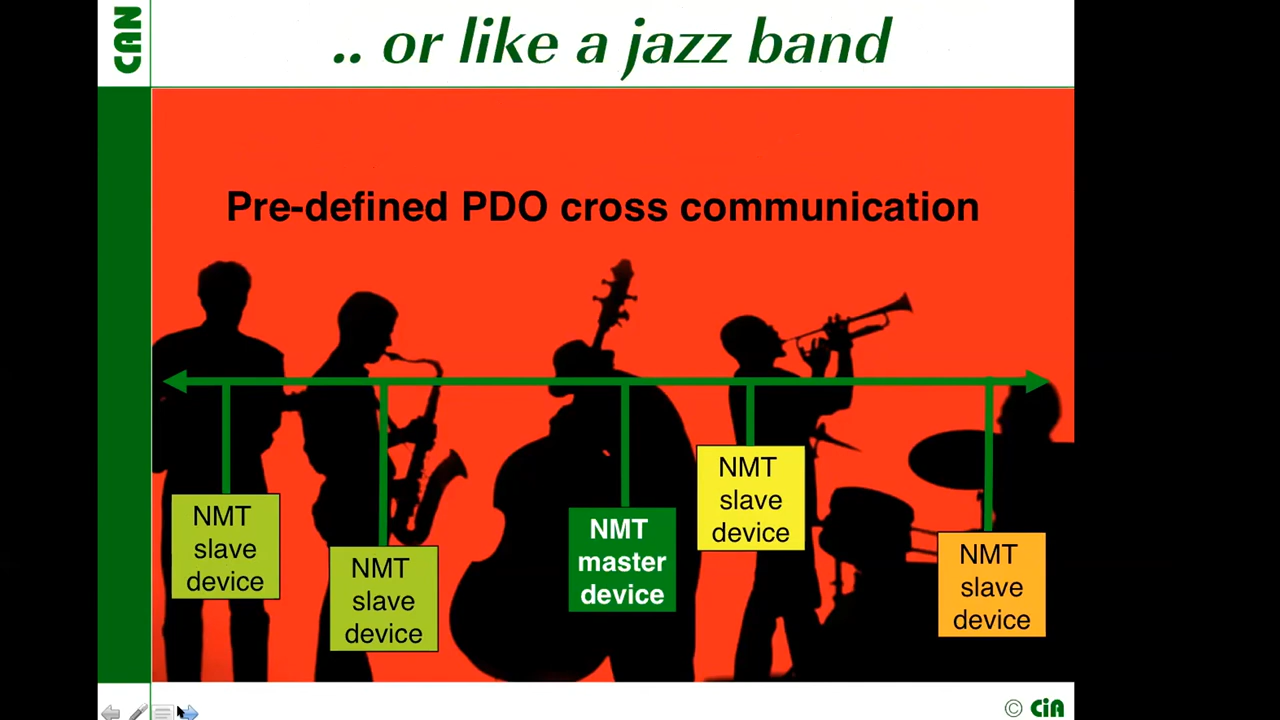 CAN
.. or like a jazz band
Pre-defined PDO cross communication
NMT
slave
device
NMT
slave
device
NMT
master
device
NMT
slave
device
NMT
slave
device
© CiA